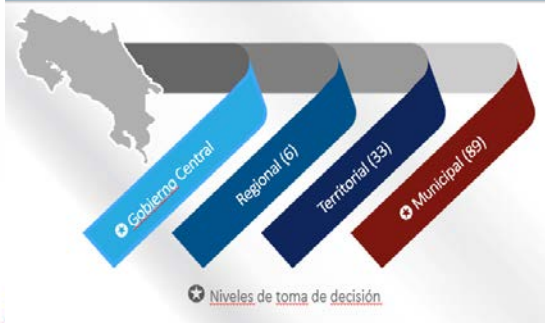 ✪ Gobierno Central
Regional (6)
Territorial (33)
✪ Municipal (89)
✪ Niveles de toma de decisión